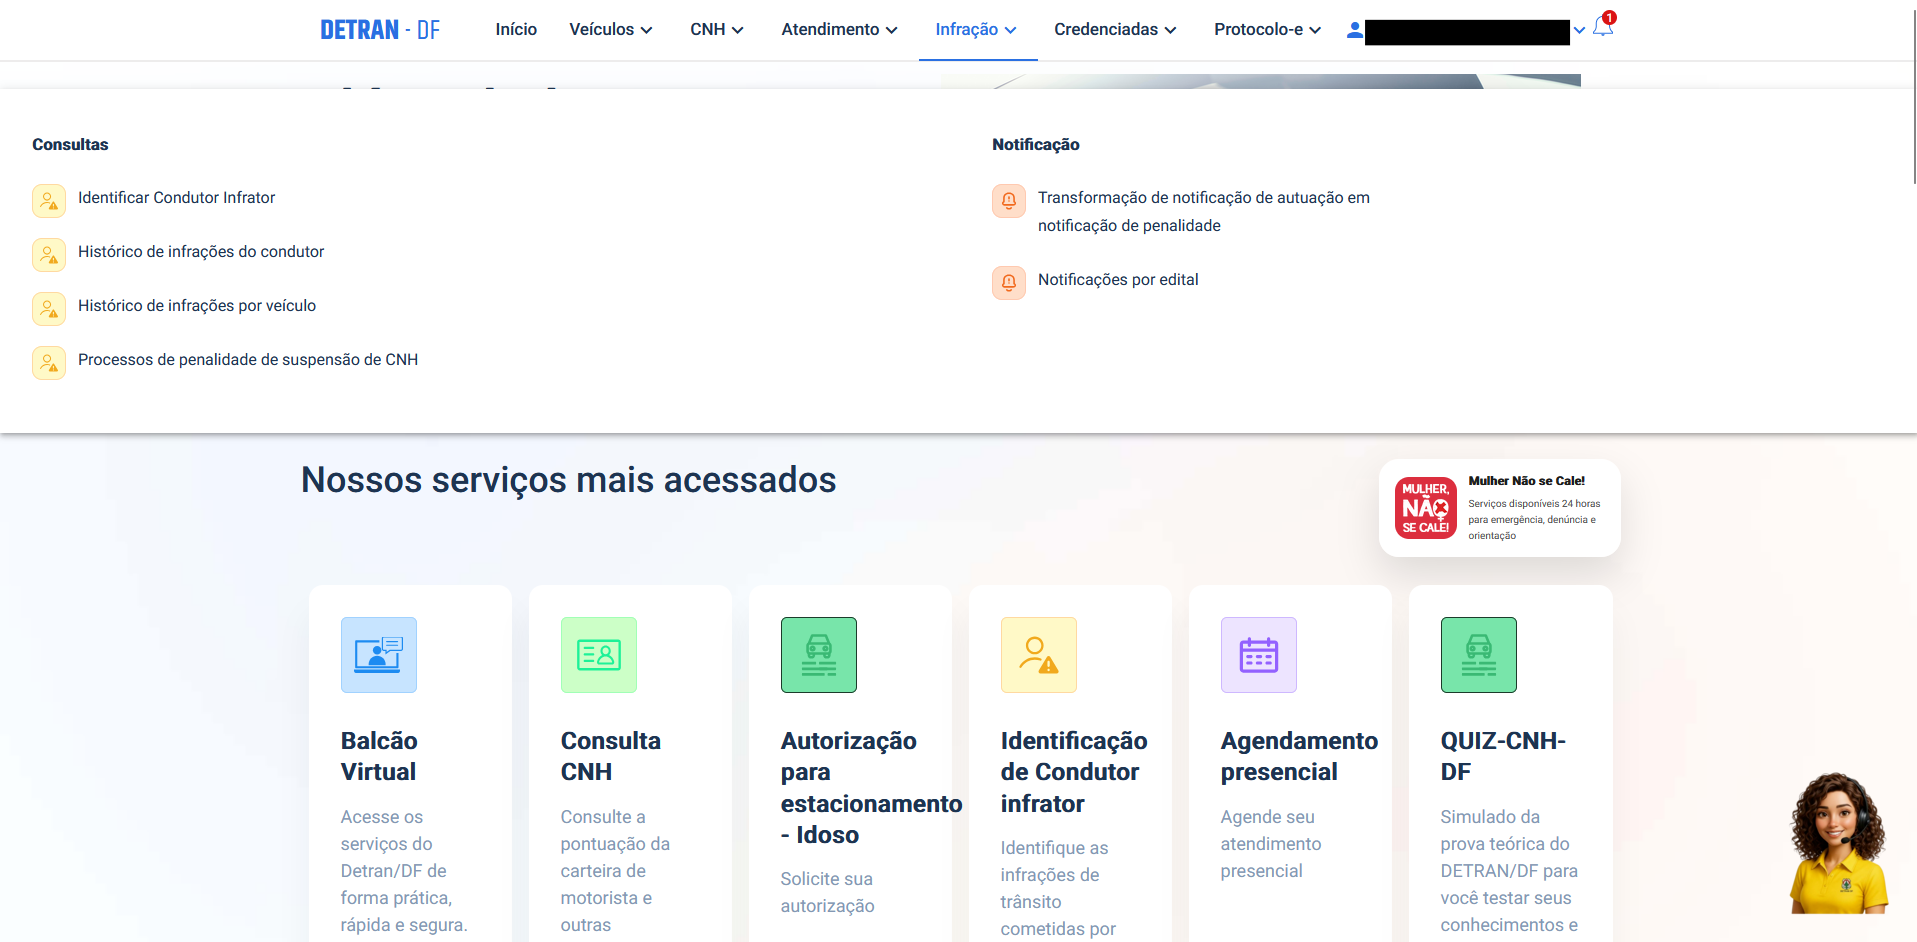 DETRAN - DF
Início
Veículos
CNH
Atendimento
Infração
Credenciadas
Protocolo-e
1
Consultas
Identificar Condutor Infrator
Histórico de infrações do condutor
Histórico de infrações por veículo
Processos de penalidade de suspensão de CNH
Notificação
Transformação de notificação de autuação em
notificação de penalidade
Notificações por edital
Nossos serviços mais acessados
MULHER,
NÃO
SE CALE!
Mulher Não se Cale!
Serviços disponíveis 24 horas
para emergência, denúncia e
orientação
Balcão
Virtual
Acesse os
serviços do
Detran/DF de
forma prática,
rápida e segura.
Consulta
CNH
Consulte a
pontuação da
carteira de
motorista e
outras
Autorização
para
estacionamento
- Idoso
Solicite sua
autorização
Identificação
de Condutor
infrator
Identifique as
infrações de
trânsito
cometidas por
Agendamento
presencial
Agende seu
atendimento
presencial
QUIZ-CNH-
DF
Simulado da
prova teórica do
DETRAN/DF para
você testar seus
conhecimentos e